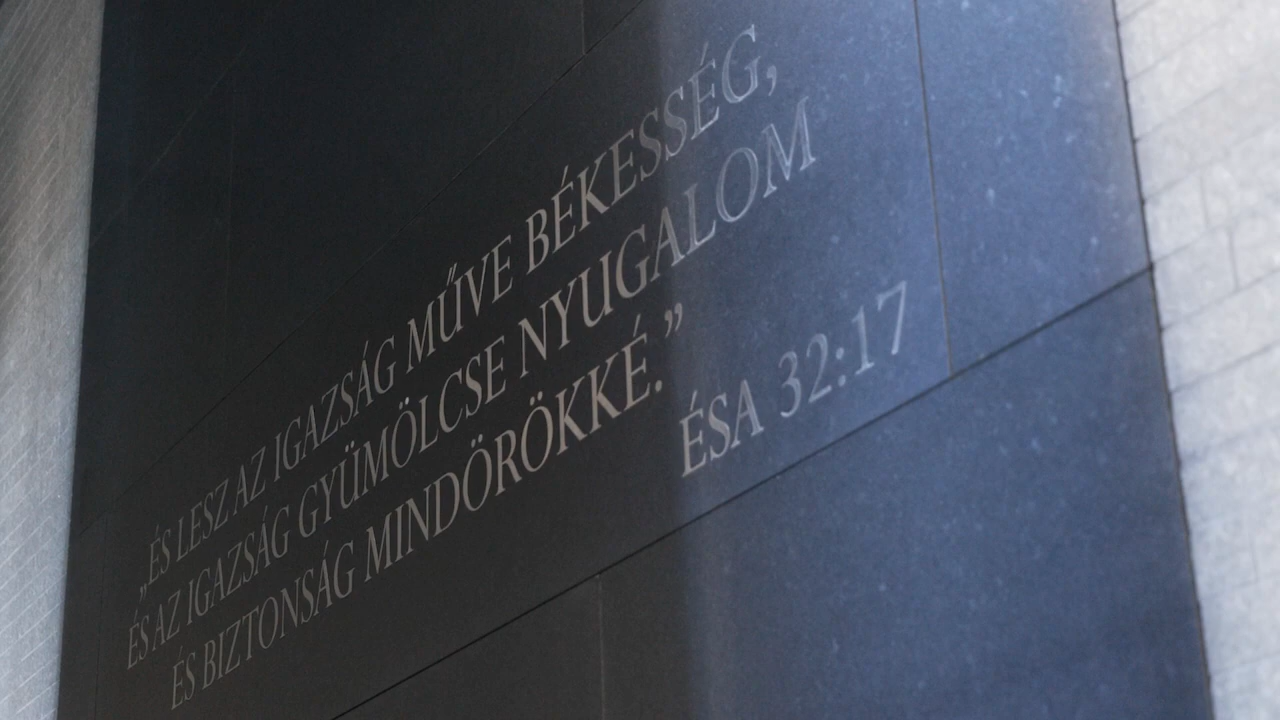 „ÉS LESZ AZ IGAZSÁG MŰVE BÉKESSÉG,
ÉS AZ IGAZSÁG GYÜMÖLCSE NYUGALOM
ÉS BIZTONSÁG MINDÖRÖKKÉ.”
ÉSA 32:17